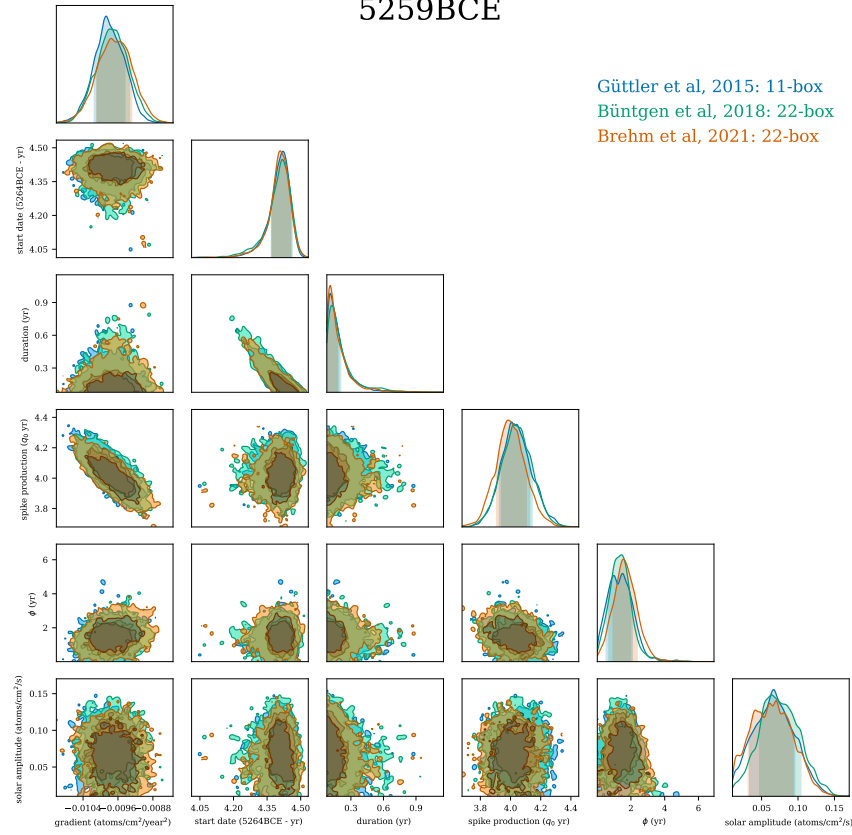 5259BCE
Güttler et al, 2015: 11-box
Büntgen et al, 2018: 22-box
Brehm et al, 2021: 22-box
start date (5264BCE - yr)
4.50
4.35
4.20
4.05
duration (yr)
0.9
0.6
0.3
spike production (q₀ yr)
4.4
4.2
4.0
3.8
ϕ (yr)
6
4
2
solar amplitude (atoms/cm²/s)
0.15
0.10
0.05
−0.0104 −0.0096 −0.0088
gradient (atoms/cm²/year²)
4.05 4.20 4.35 4.50
start date (5264BCE - yr)
0.3 0.6 0.9
duration (yr)
3.8 4.0 4.2 4.4
spike production (q₀ yr)
2 4 6
ϕ (yr)
0.05 0.10 0.15
solar amplitude (atoms/cm²/s)